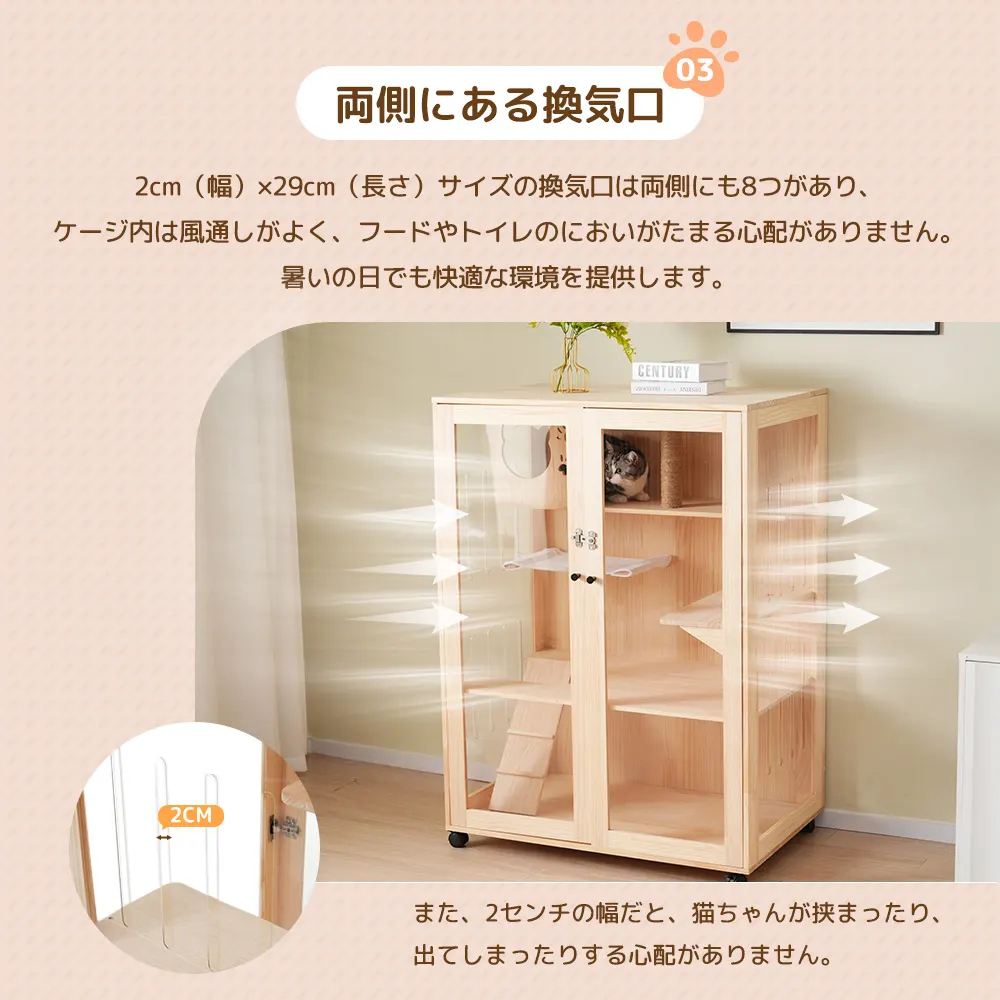 03
両側にある換気口
2cm（幅）×29cm（長さ）サイズの換気口は両側にも8つがあり、
ケージ内は風通しがよく、フードやトイレのにおいがたまる心配がありません。
暑いの日でも快適な環境を提供します。
CENTURY
2CM
また、2センチの幅だと、猫ちゃんが挟まったり、
出てしまったりする心配がありません。